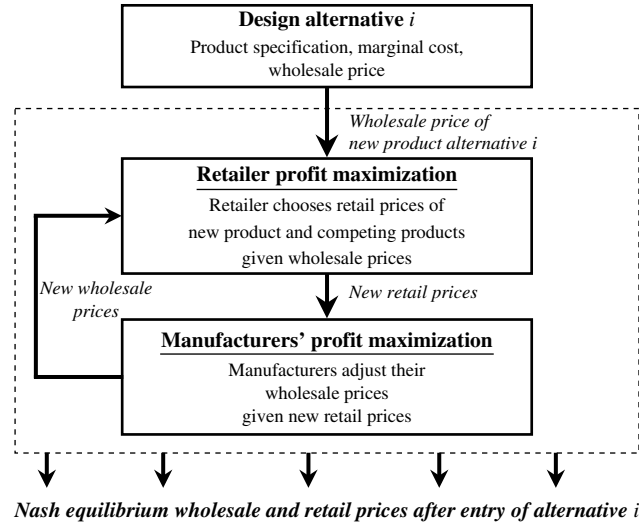 Design alternative i
Product specification, marginal cost,
wholesale price
Wholesale price of
new product alternative i
Retailer profit maximization
Retailer chooses retail prices of
new product and competing products
given wholesale prices
New wholesale
prices
New retail prices
Manufacturers’ profit maximization
Manufacturers adjust their
wholesale prices
given new retail prices
Nash equilibrium wholesale and retail prices after entry of alternative i